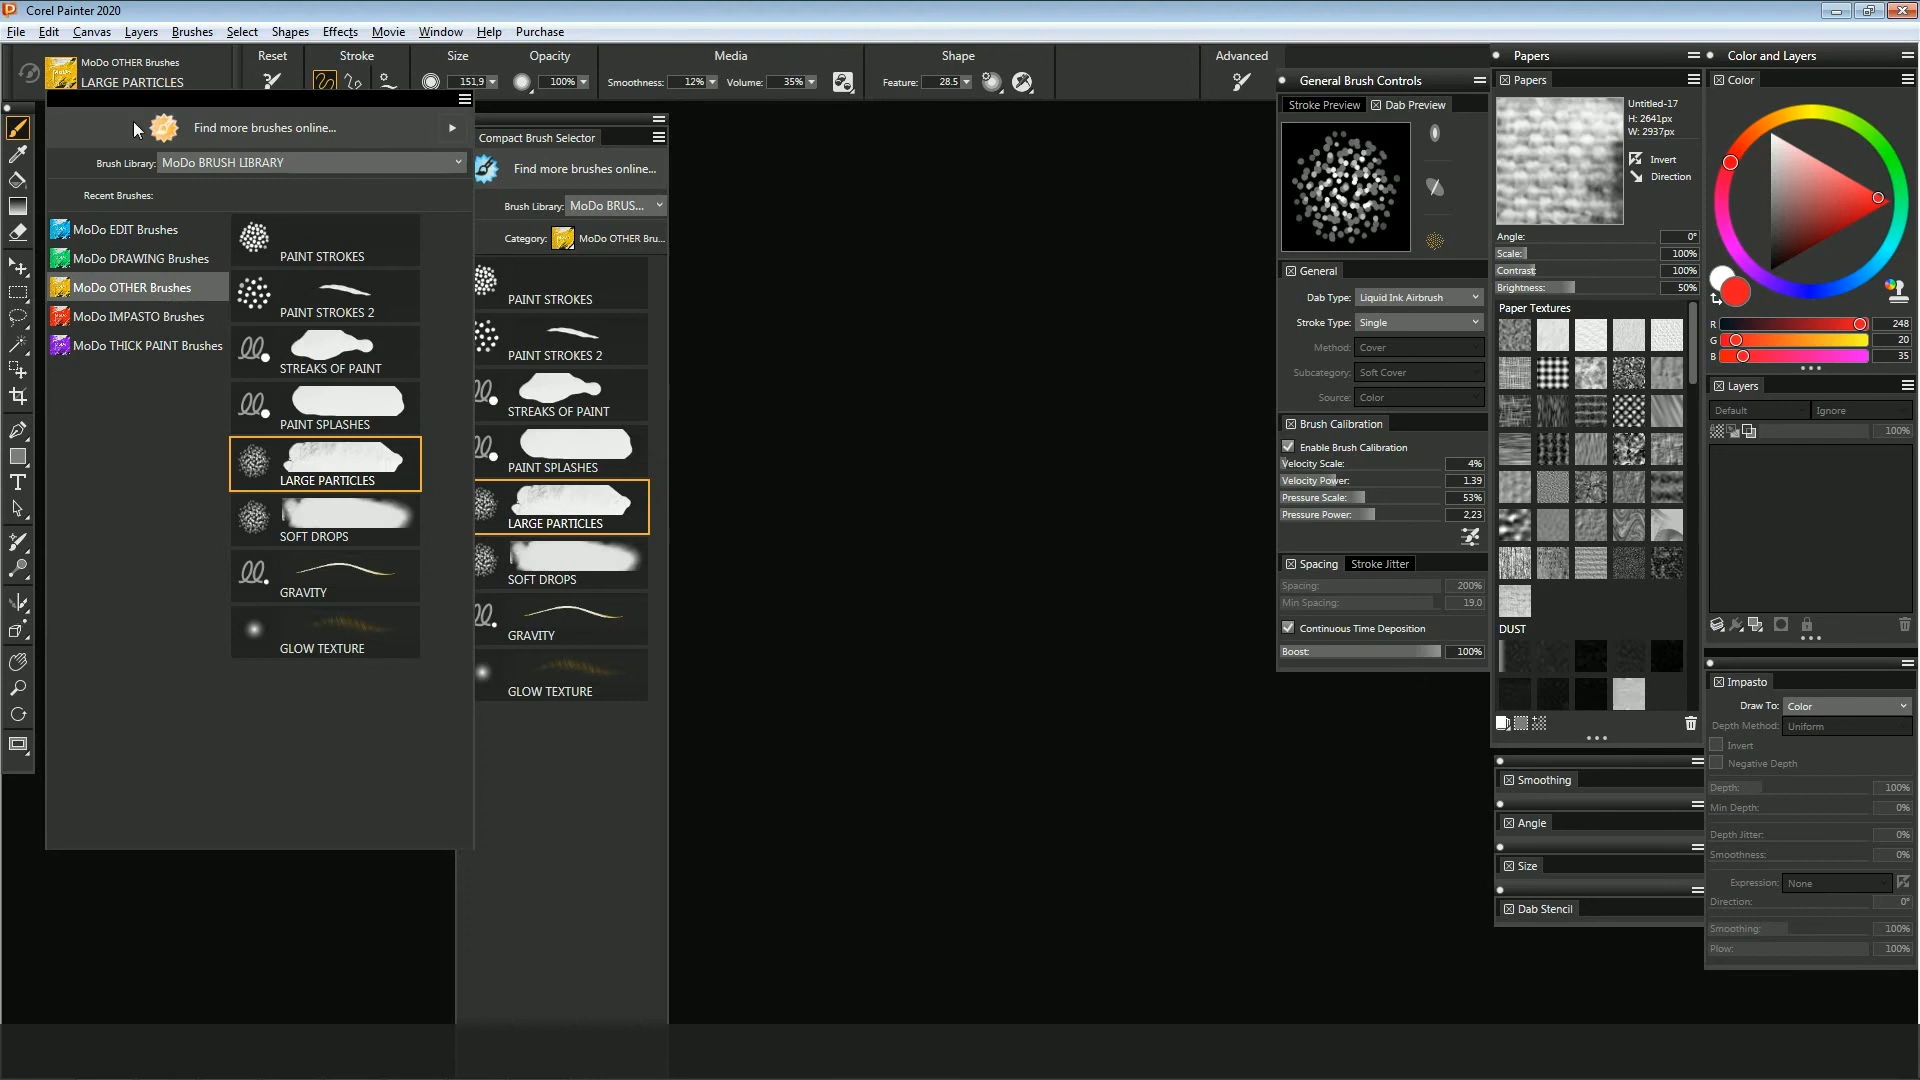 Corel Painter 2020
File Edit Canvas Layers Brushes Select Shapes Effects Movie Window Help Purchase
MoDo OTHER Brushes
LARGE PARTICLES
Reset
Stroke
Size
151,9
Opacity
100%
Media
Smoothness: 12% Volume: 35%
Shape
Feature: 28.5
Advanced
Find more brushes online...
Brush Library: MoDo BRUSH LIBRARY
Recent Brushes:
MoDo EDIT Brushes
MoDo DRAWING Brushes
MoDo OTHER Brushes
MoDo IMPASTO Brushes
MoDo THICK PAINT Brushes
PAINT STROKES
PAINT STROKES 2
STREAKS OF PAINT
PAINT SPLASHES
LARGE PARTICLES
SOFT DROPS
GRAVITY
GLOW TEXTURE
Compact Brush Selector
Find more brushes online...
Brush Library: MoDo BRUS...
Category: MoDo OTHER Bru...
PAINT STROKES
PAINT STROKES 2
STREAKS OF PAINT
PAINT SPLASHES
LARGE PARTICLES
SOFT DROPS
GRAVITY
GLOW TEXTURE
General Brush Controls
Stroke Preview Dab Preview
General
Dab Type: Liquid Ink Airbrush
Stroke Type: Single
Method: Cover
Subcategory: Soft Cover
Source: Color
Brush Calibration
Enable Brush Calibration
Velocity Scale: 4%
Velocity Power: 1.39
Pressure Scale: 53%
Pressure Power: 2,23
Spacing Stroke Jitter
Spacing: 200%
Min Spacing: 19.0
Continuous Time Deposition
Boost: 100%
Papers
Papers
Untitled-17
H: 2641px
W: 2937px
Invert
Direction
Angle: 0°
Scale: 100%
Contrast: 100%
Brightness: 50%
Paper Textures
DUST
Smoothing
Angle
Size
Dab Stencil
Color and Layers
Color
R 248
G 20
B 35
Layers
Default Ignore
100%
Impasto
Draw To: Color
Depth Method: Uniform
Invert
Negative Depth
Depth: 100%
Min Depth: 0%
Depth Jitter: 0%
Smoothness: 0%
Expression: None
Direction: 0°
Smoothing: 100%
Plow: 100%